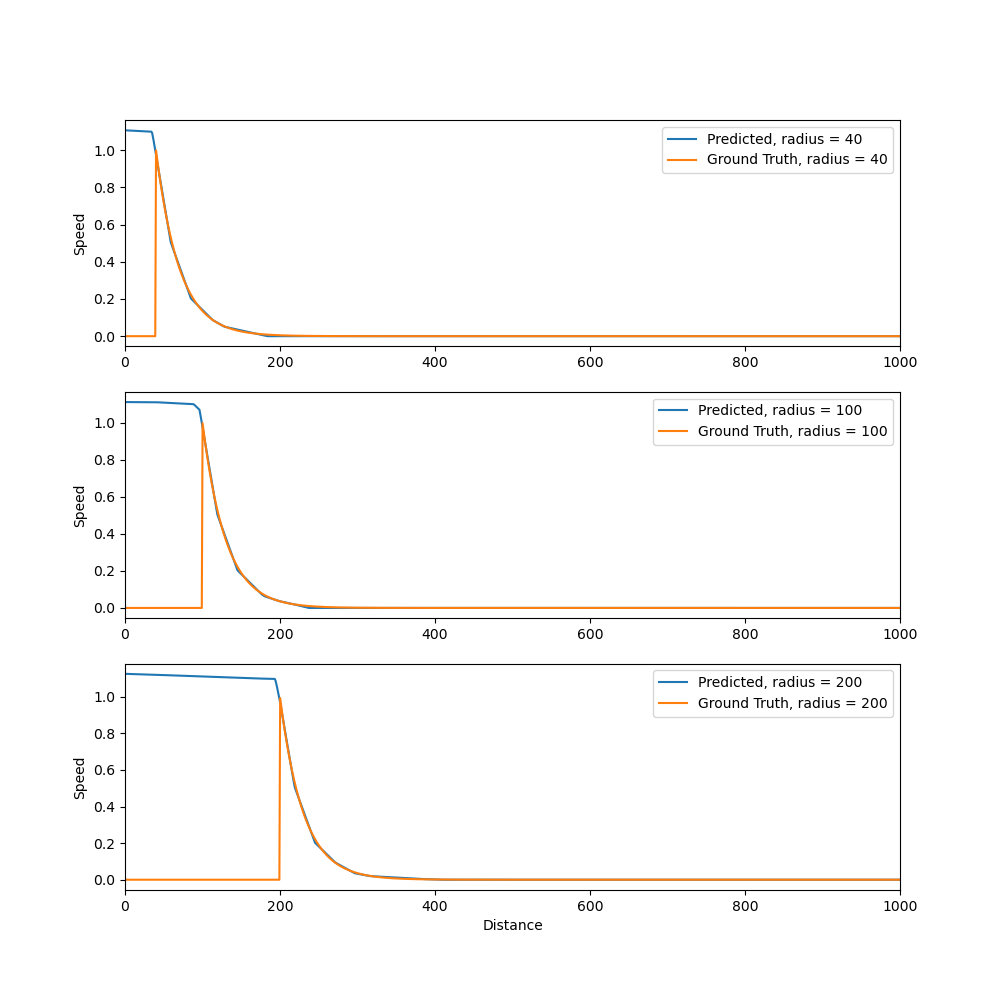 Predicted, radius = 40
Ground Truth, radius = 40
Speed
1.0
0.8
0.6
0.4
0.2
0.0
0 200 400 600 800 1000
Predicted, radius = 100
Ground Truth, radius = 100
Speed
1.0
0.8
0.6
0.4
0.2
0.0
0 200 400 600 800 1000
Predicted, radius = 200
Ground Truth, radius = 200
Speed
1.0
0.8
0.6
0.4
0.2
0.0
0 200 400 600 800 1000
Distance